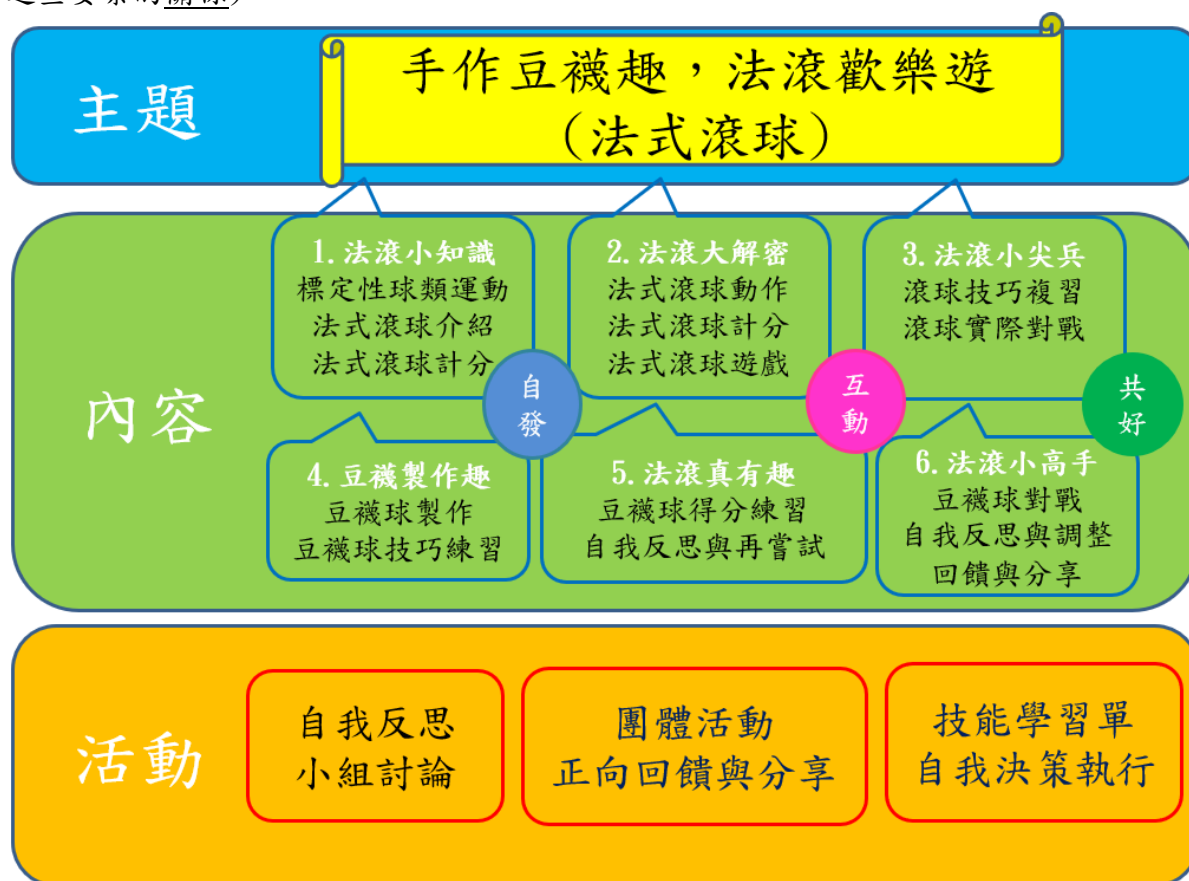 主題
手作豆襪趣，法滾歡樂遊
(法式滾球)
內容
1.法滾小知識
標定性球類運動
法式滾球介紹
法式滾球計分
2.法滾大解密
法式滾球動作
法式滾球計分
法式滾球遊戲
3.法滾小尖兵
滾球技巧複習
滾球實際對戰
自
發
互
動
共
好
4.豆襪製作趣
豆襪球製作
豆襪球技巧練習
5.法滾真有趣
豆襪球得分練習
自我反思與再嘗試
6.法滾小高手
豆襪球對戰
自我反思與調整
回饋與分享
活動
自我反思
小組討論
團體活動
正向回饋與分享
技能學習單
自我決策執行